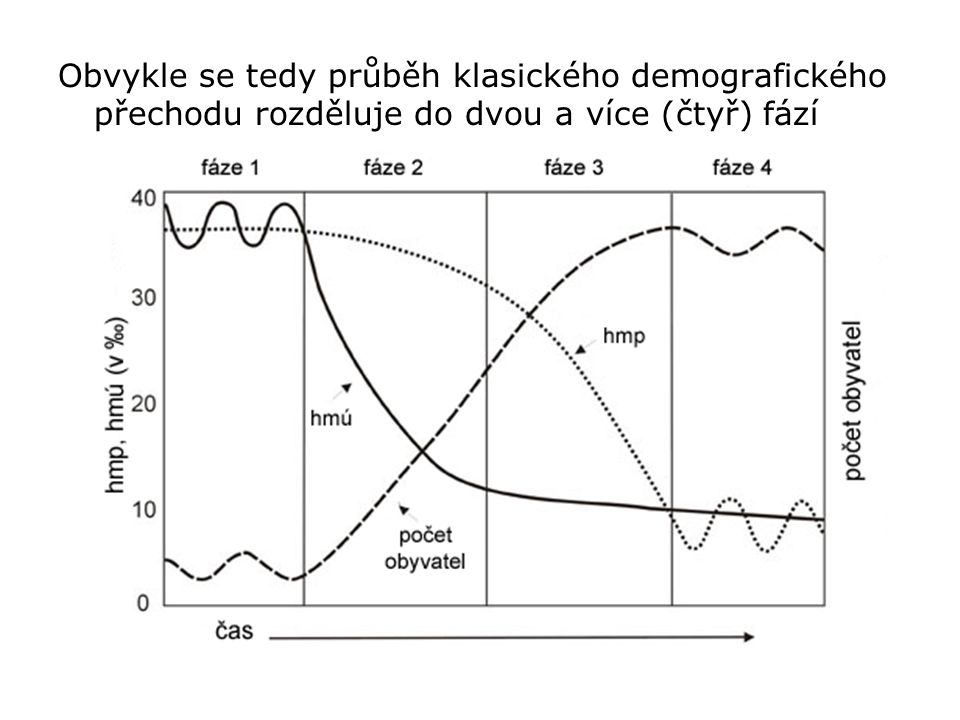 Obvykle se tedy průběh klasického demografického
přechodu rozděluje do dvou a více (čtyř) fází
fáze 1 fáze 2 fáze 3 fáze 4
40
30
20
10
0
hmp, hmú (v ‰)
hmp
hmú
počet
obyvatel
počet obyvatel
čas